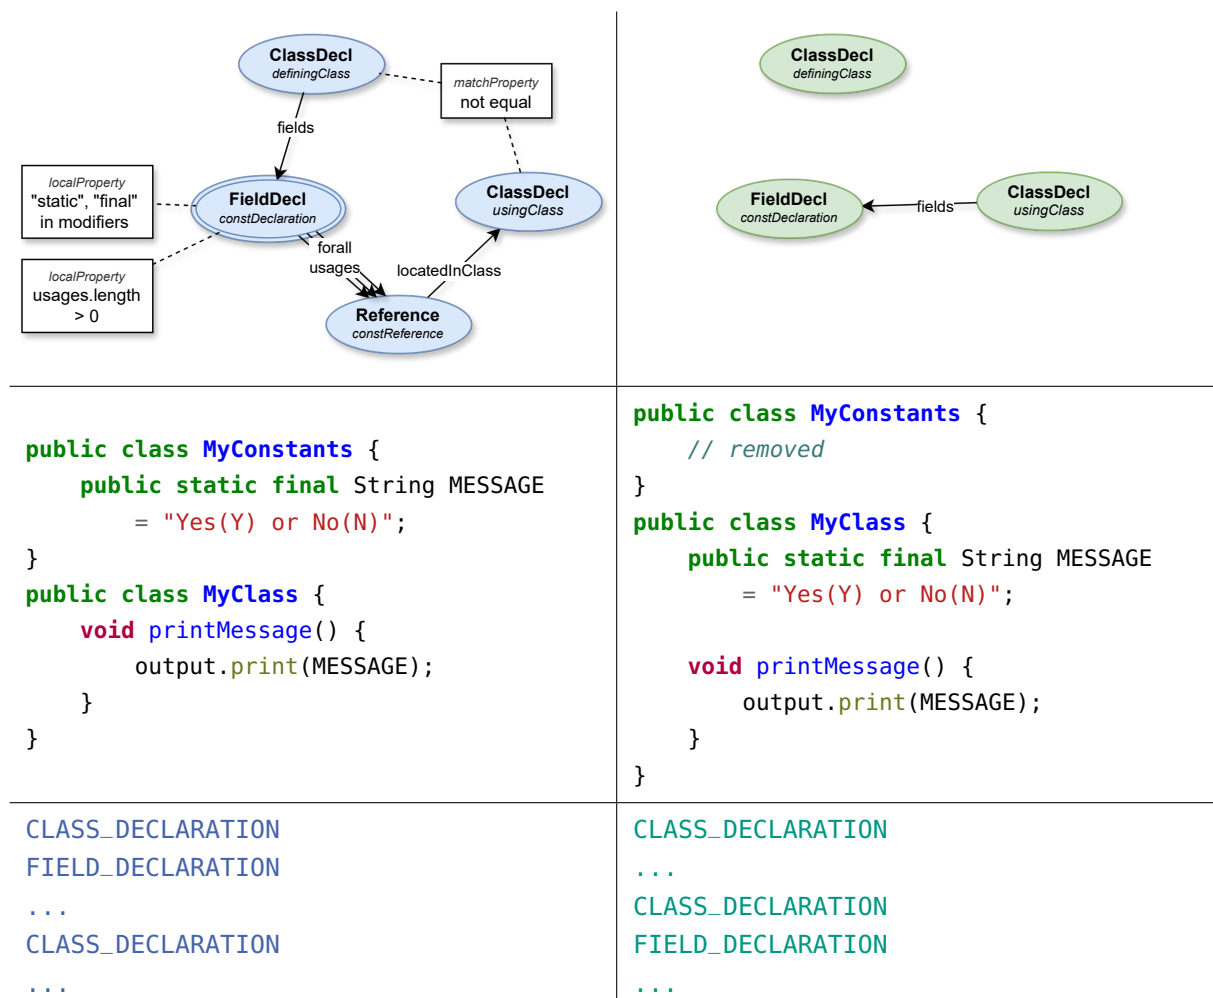 ClassDecl
definingClass
matchProperty
not equal
fields
localProperty
"static", "final"
in modifiers
FieldDecl
constDeclaration
ClassDecl
usingClass
localProperty
usages.length
> 0
forall
usages
locatedInClass
Reference
constReference
ClassDecl
definingClass
FieldDecl
constDeclaration
fields
ClassDecl
usingClass
public class MyConstants {
    public static final String MESSAGE
        = "Yes(Y) or No(N)";
}
public class MyClass {
    void printMessage() {
        output.print(MESSAGE);
    }
}
public class MyConstants {
    // removed
}
public class MyClass {
    public static final String MESSAGE
        = "Yes(Y) or No(N)";
    void printMessage() {
        output.print(MESSAGE);
    }
}
CLASS_DECLARATION
FIELD_DECLARATION
...
CLASS_DECLARATION
...
CLASS_DECLARATION
...
CLASS_DECLARATION
FIELD_DECLARATION
...